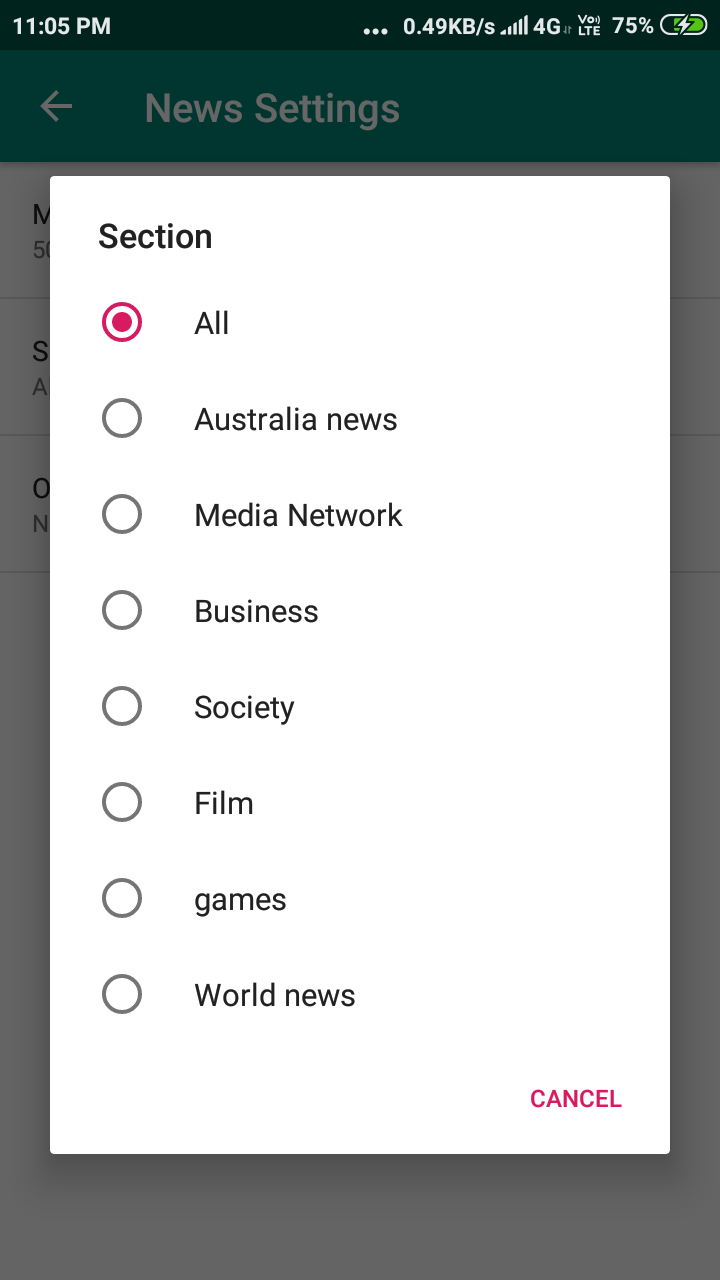 11:05 PM ... 0.49KB/s 4G VoLTE 75%
News Settings
Section
All
Australia news
Media Network
Business
Society
Film
games
World news
CANCEL